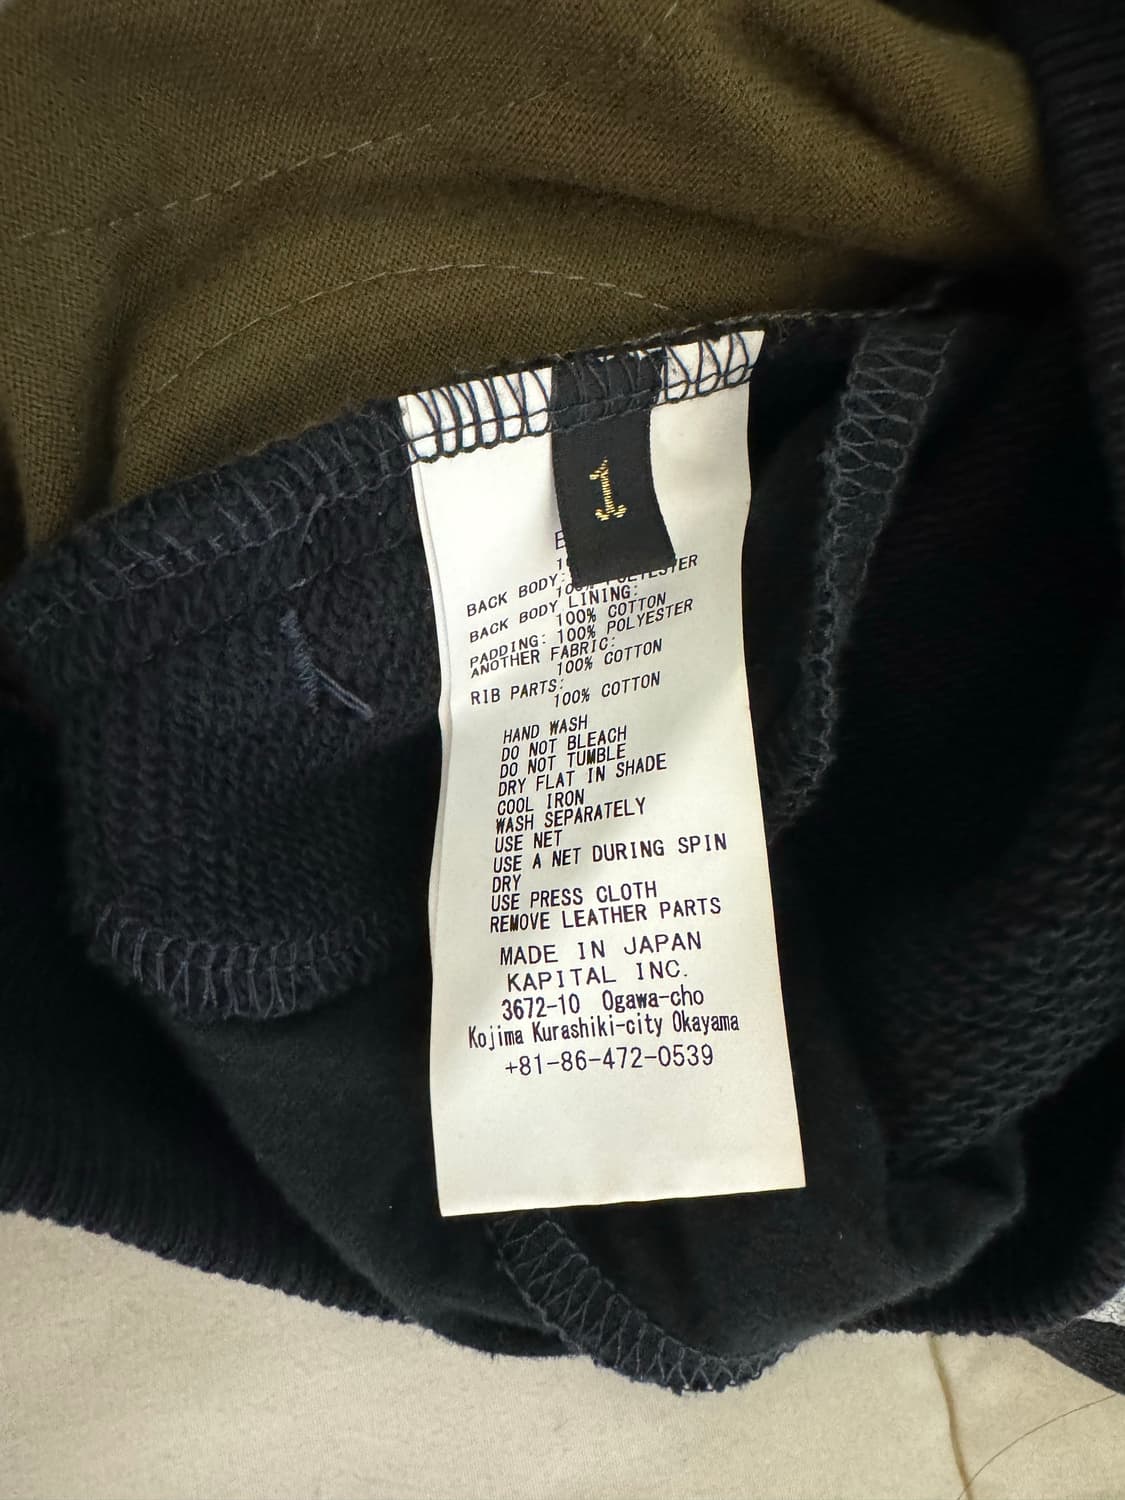 1
BACK BODY:
100% POLYESTER
BACK BODY LINING:
100% COTTON
PADDING: 100% POLYESTER
ANOTHER FABRIC:
100% COTTON
RIB PARTS:
100% COTTON
HAND WASH
DO NOT BLEACH
DO NOT TUMBLE
DRY FLAT IN SHADE
COOL IRON
WASH SEPARATELY
USE NET
USE A NET DURING SPIN
DRY
USE PRESS CLOTH
REMOVE LEATHER PARTS
MADE IN JAPAN
KAPITAL INC.
3672-10 Ogawa-cho
Kojima Kurashiki-city Okayama
+81-86-472-0539